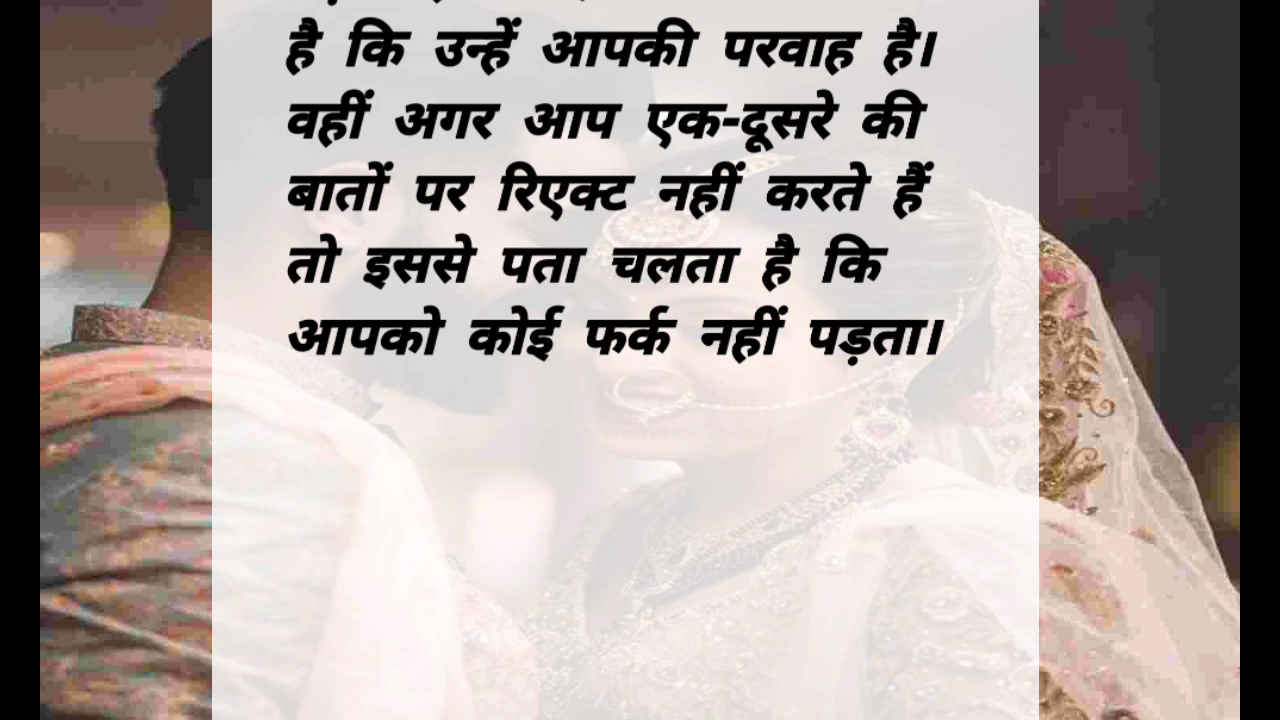 है कि उन्हें आपकी परवाह है।
वहीं अगर आप एक-दूसरे की
बातों पर रिएक्ट नहीं करते हैं
तो इससे पता चलता है कि
आपको कोई फर्क नहीं पड़ता।